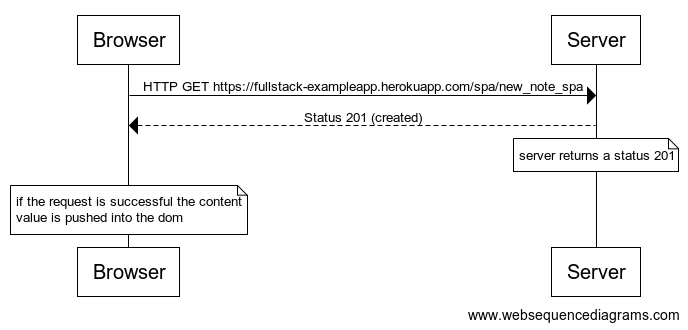 Browser
Server
HTTP GET https://fullstack-exampleapp.herokuapp.com/spa/new_note_spa
Status 201 (created)
server returns a status 201
if the request is successful the content
value is pushed into the dom
Browser
Server
www.websequencediagrams.com